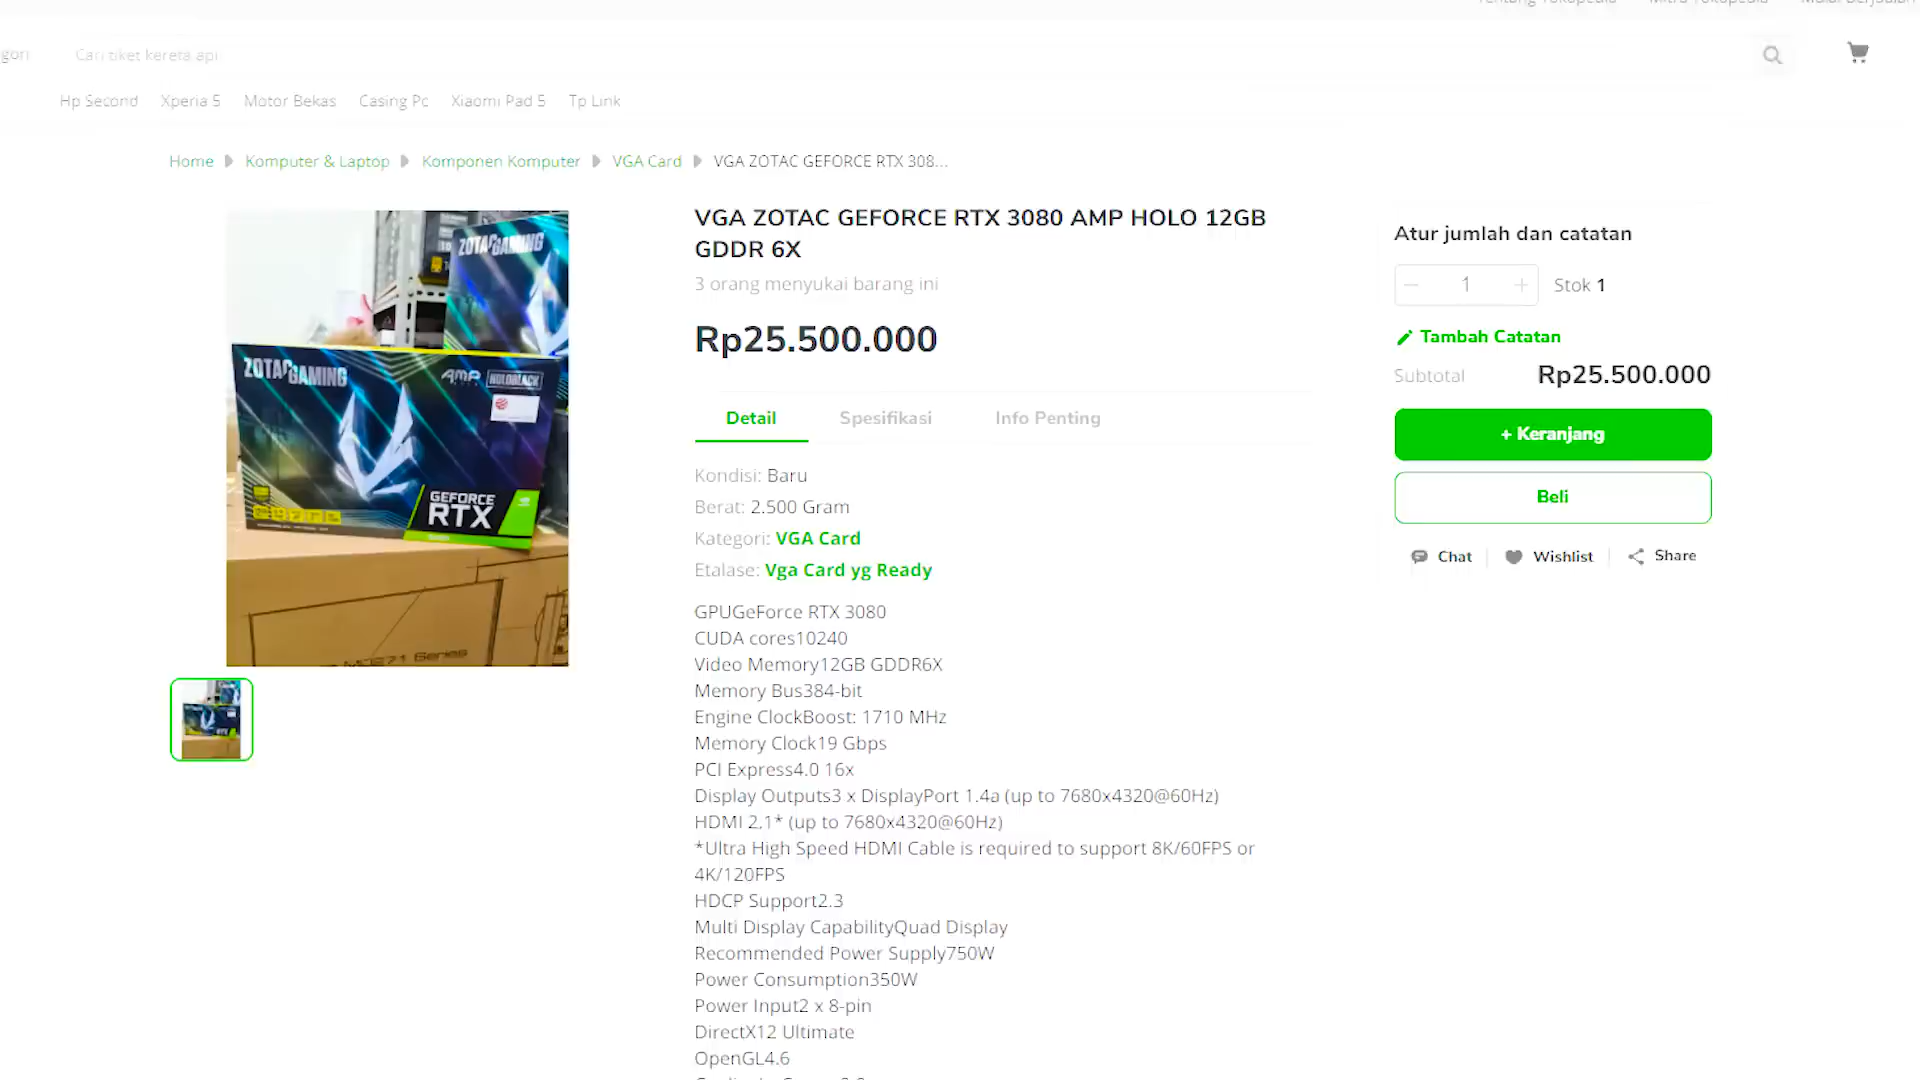 Tentang Tokopedia Mitra Tokopedia Mulai Berjualan
gori
Cari tiket kereta api
Hp Second Xperia 5 Motor Bekas Casing Pc Xiaomi Pad 5 Tp Link
Home Komputer & Laptop Komponen Komputer VGA Card VGA ZOTAC GEFORCE RTX 308...
ZOTAC GAMING
ZOTAC GAMING
AMP HOLOBLACK
GEFORCE
RTX
VGA ZOTAC GEFORCE RTX 3080 AMP HOLO 12GB
GDDR 6X
3 orang menyukai barang ini
Rp25.500.000
Detail Spesifikasi Info Penting
Kondisi: Baru
Berat: 2.500 Gram
Kategori: VGA Card
Etalase: Vga Card yg Ready
GPUGeForce RTX 3080
CUDA cores10240
Video Memory12GB GDDR6X
Memory Bus384-bit
Engine ClockBoost: 1710 MHz
Memory Clock19 Gbps
PCI Express4.0 16x
Display Outputs3 x DisplayPort 1.4a (up to 7680x4320@60Hz)
HDMI 2.1* (up to 7680x4320@60Hz)
*Ultra High Speed HDMI Cable is required to support 8K/60FPS or
4K/120FPS
HDCP Support2.3
Multi Display CapabilityQuad Display
Recommended Power Supply750W
Power Consumption350W
Power Input2 x 8-pin
DirectX12 Ultimate
OpenGL4.6
Atur jumlah dan catatan
1 Stok 1
Tambah Catatan
Subtotal Rp25.500.000
+ Keranjang
Beli
Chat Wishlist Share